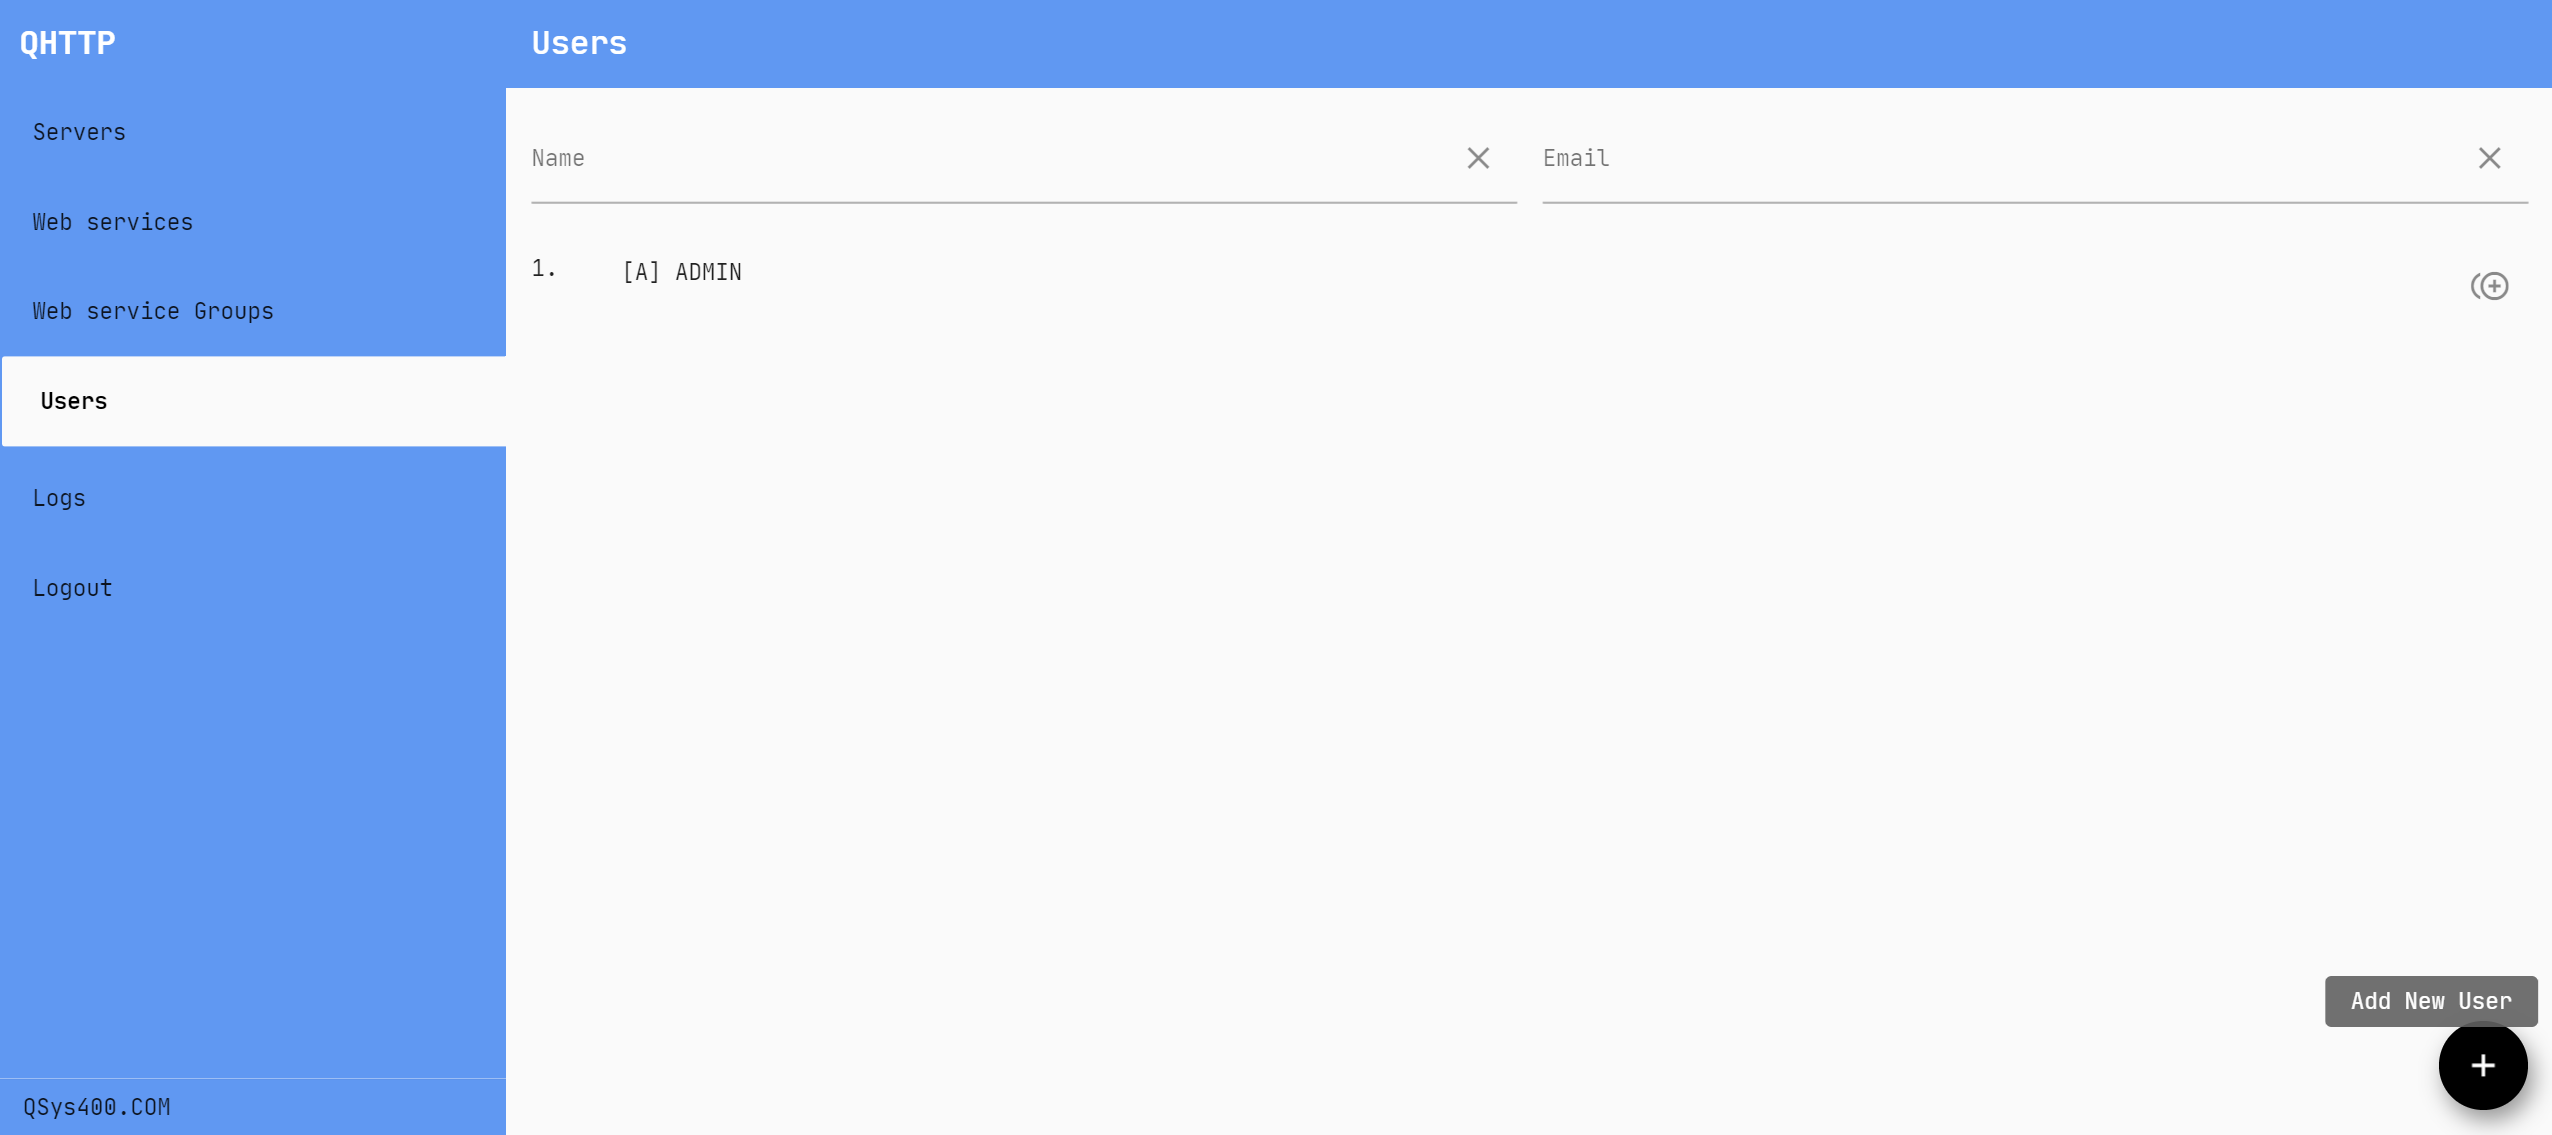 QHTTP
Servers
Web services
Web service Groups
Users
Logs
Logout
QSys400.COM
Users
Name
Email
1. [A] ADMIN
Add New User